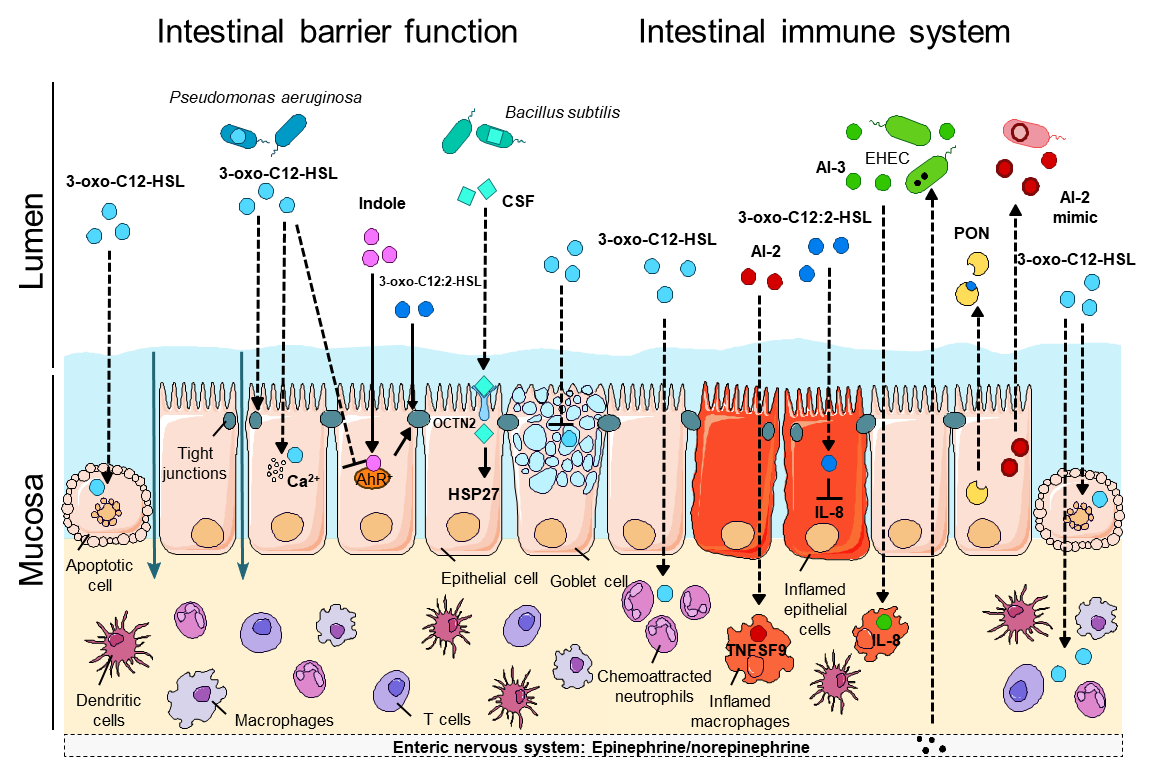 Intestinal barrier function
Intestinal immune system
Lumen
Mucosa
Pseudomonas aeruginosa
Bacillus subtilis
3-oxo-C12-HSL
3-oxo-C12-HSL
Indole
3-oxo-C12:2-HSL
CSF
3-oxo-C12-HSL
AI-2
3-oxo-C12:2-HSL
AI-3
EHEC
PON
AI-2
mimic
3-oxo-C12-HSL
Tight
junctions
Ca²⁺
AhR
OCTN2
HSP27
IL-8
Apoptotic
cell
Epithelial cell
Goblet cell
Inflamed
epithelial
cells
TNFSF9
IL-8
Dendritic
cells
Macrophages
T cells
Chemoattracted
neutrophils
Inflamed
macrophages
Enteric nervous system: Epinephrine/norepinephrine